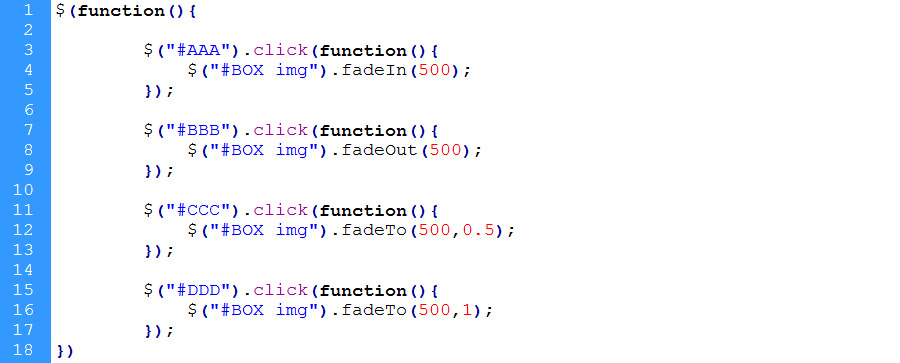 1 $(function(){
2
3 $("#AAA").click(function(){
4 $("#BOX img").fadeIn(500);
5 });
6
7 $("#BBB").click(function(){
8 $("#BOX img").fadeOut(500);
9 });
10
11 $("#CCC").click(function(){
12 $("#BOX img").fadeTo(500,0.5);
13 });
14
15 $("#DDD").click(function(){
16 $("#BOX img").fadeTo(500,1);
17 });
18 })